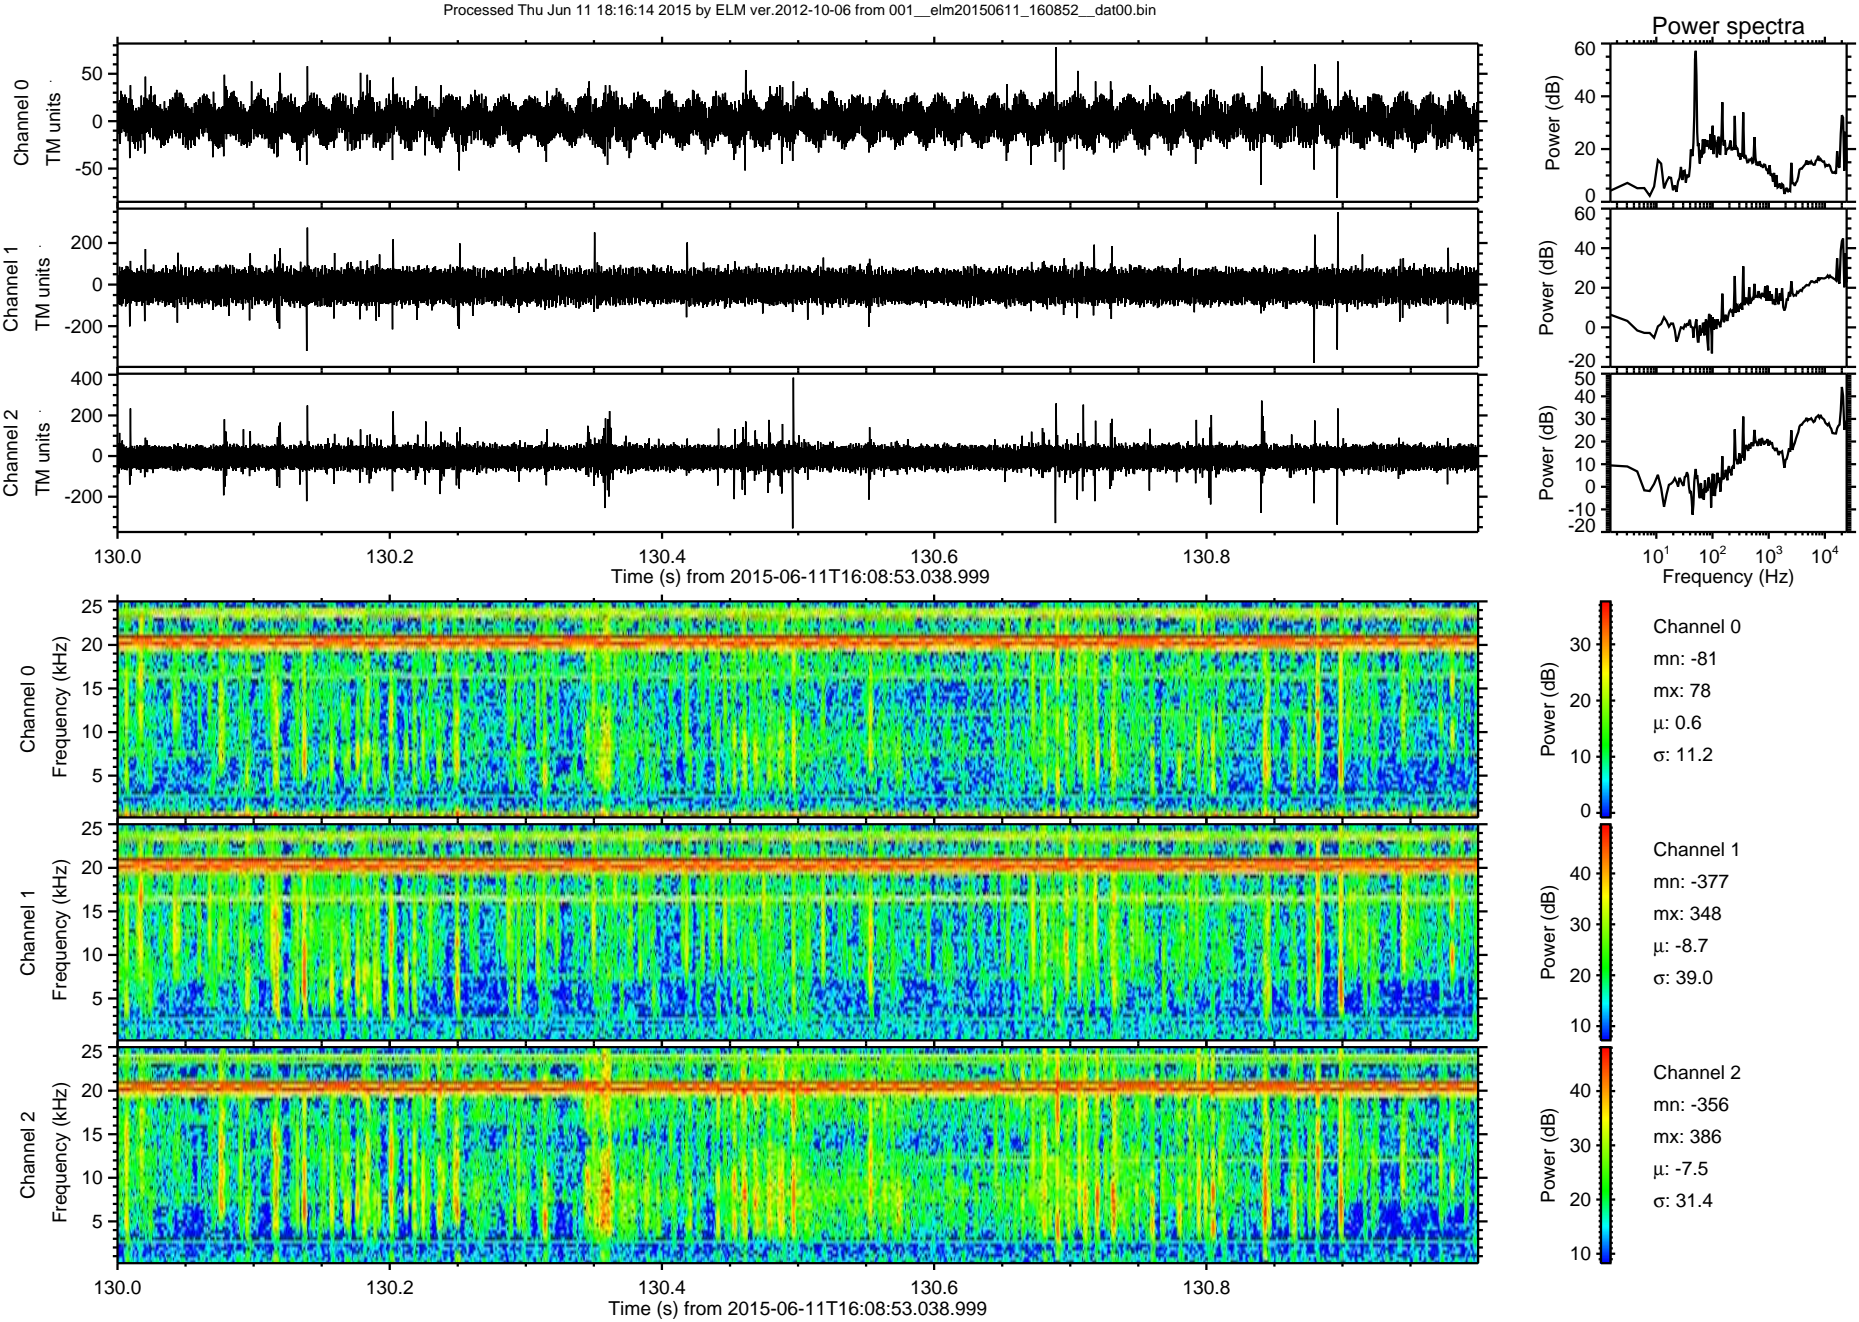 Processed Thu Jun 11 18:16:14 2015 by ELM ver.2012-10-06 from 001__elm20150611_160852__dat00.bin
Power spectra
Channel 0
TM units
50
0
-50
Power (dB)
60
40
20
0
Channel 1
TM units
200
0
-200
Power (dB)
60
40
20
0
-20
Channel 2
TM units
400
200
0
-200
Power (dB)
50
40
30
20
10
0
-10
-20
130.0 130.2 130.4 130.6 130.8
Time (s) from 2015-06-11T16:08:53.038.999
10^1 10^2 10^3 10^4
Frequency (Hz)
Channel 0
Frequency (kHz)
25
20
15
10
5
Power (dB)
30
20
10
0
Channel 0
mn: -81
mx: 78
µ: 0.6
σ: 11.2
Channel 1
Frequency (kHz)
25
20
15
10
5
Power (dB)
40
30
20
10
Channel 1
mn: -377
mx: 348
µ: -8.7
σ: 39.0
Channel 2
Frequency (kHz)
25
20
15
10
5
Power (dB)
40
30
20
10
Channel 2
mn: -356
mx: 386
µ: -7.5
σ: 31.4
130.0 130.2 130.4 130.6 130.8
Time (s) from 2015-06-11T16:08:53.038.999